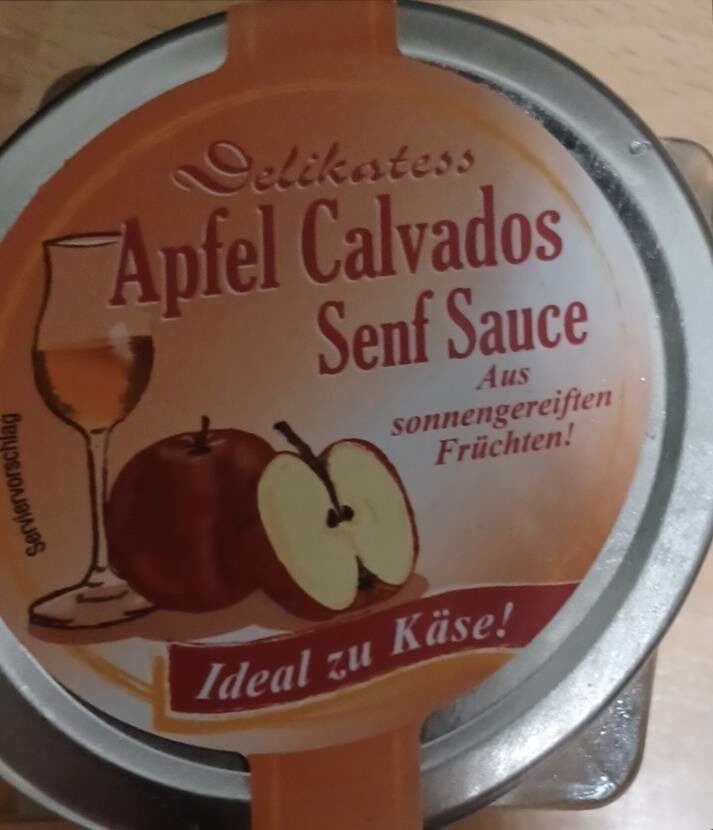 Delikatess
Apfel Calvados
Senf Sauce
Aus
sonnengereiften
Früchten!
Serviervorschlag
Ideal zu Käse!